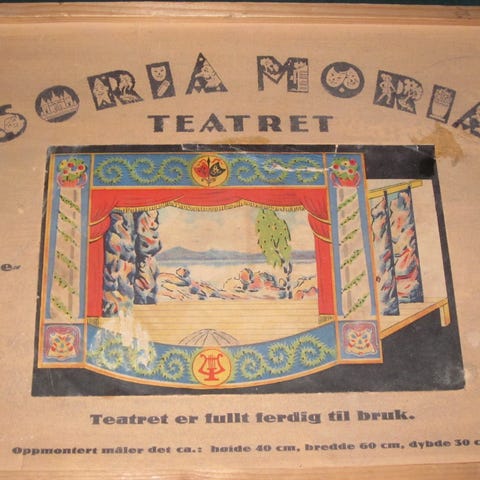 SORIA MORIA
TEATRET
Teatret er fullt ferdig til bruk.
Oppmontert måler det ca.: høide 40 cm, bredde 60 cm, dybde 30 c